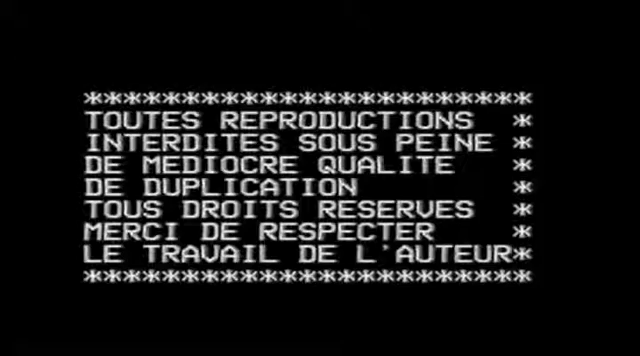 ***********************
TOUTES REPRODUCTIONS *
INTERDITES SOUS PEINE *
DE MEDIOCRE QUALITE *
DE DUPLICATION *
TOUS DROITS RESERVES *
MERCI DE RESPECTER *
LE TRAVAIL DE L'AUTEUR*
***********************